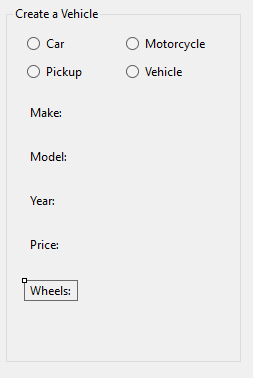 Create a Vehicle
Car Motorcycle
Pickup Vehicle
Make:
Model:
Year:
Price:
Wheels: